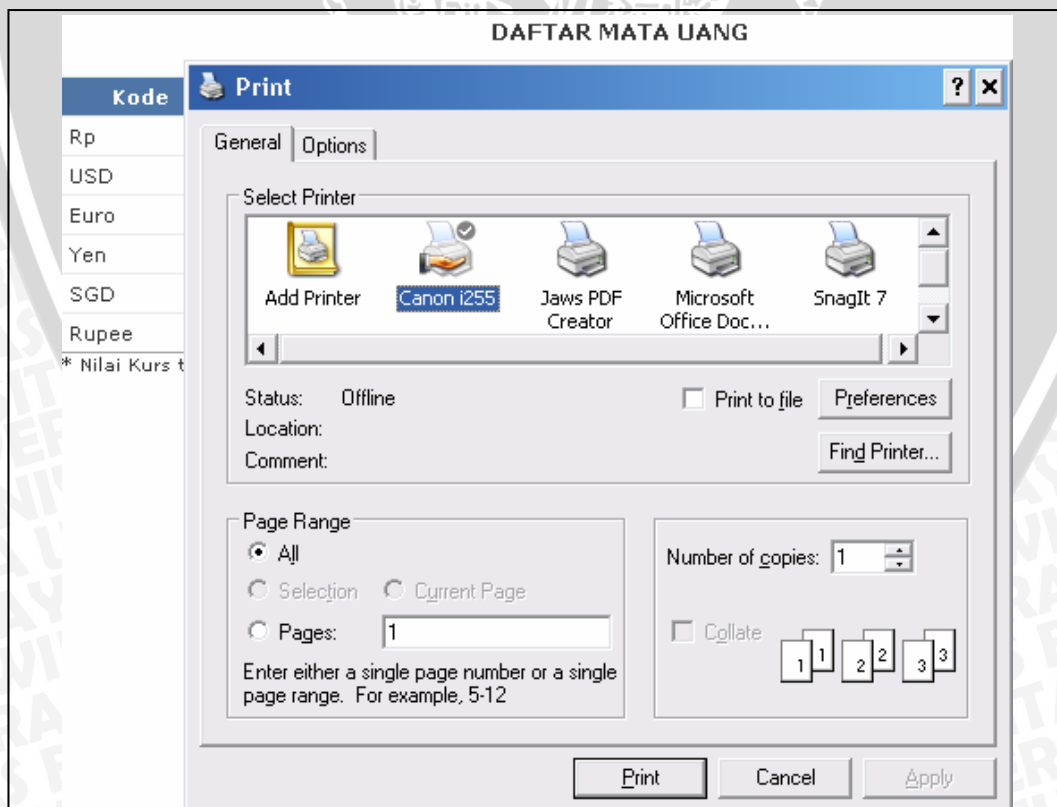 DAFTAR MATA UANG
Kode
Rp
USD
Euro
Yen
SGD
Rupee
* Nilai Kurs t
Print
General Options
Select Printer
Add Printer Canon i255 Jaws PDF Creator Microsoft Office Doc... SnagIt 7
Status: Offline
Location:
Comment:
Print to file Preferences
Find Printer...
Page Range
All
Selection Current Page
Pages: 1
Enter either a single page number or a single
page range. For example, 5-12
Number of copies: 1
Collate
1 1 2 2 3 3
Print Cancel Apply